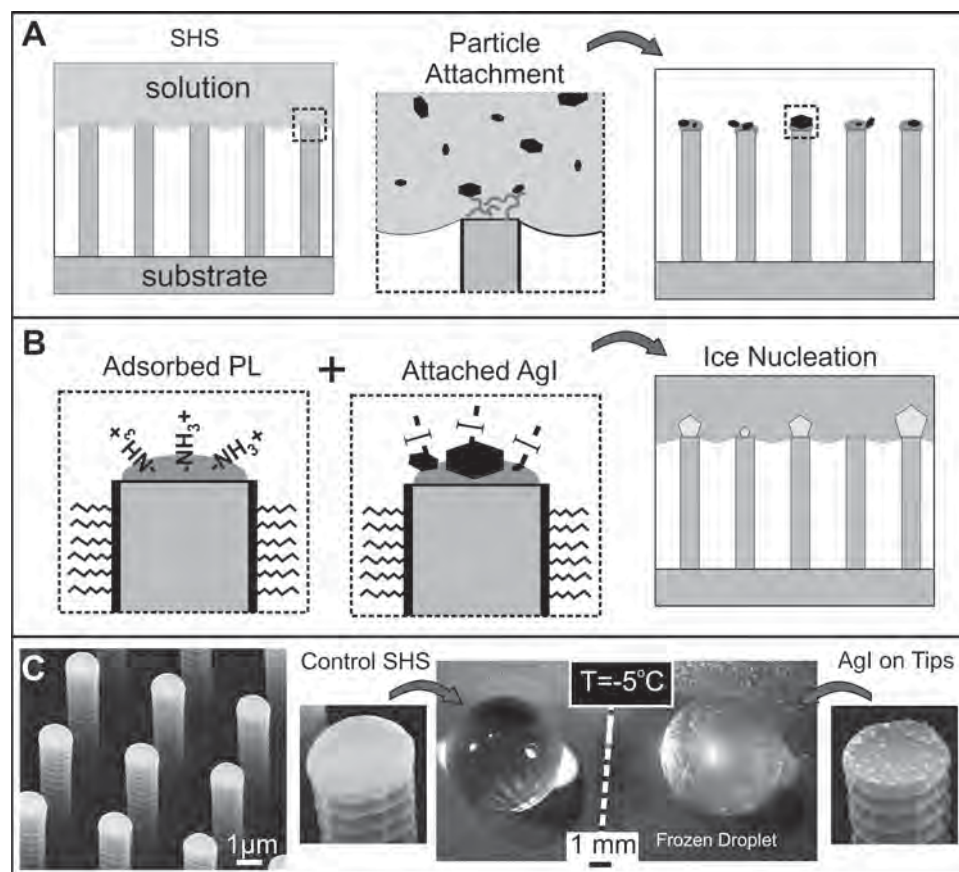 A
SHS
Particle
Attachment
solution
substrate
B
Adsorbed PL
+
Attached AgI
Ice Nucleation
-NH₃+
-NH₃+
-NH₃+
C
Control SHS
T=-5°C
AgI on Tips
1µm
1 mm
Frozen Droplet